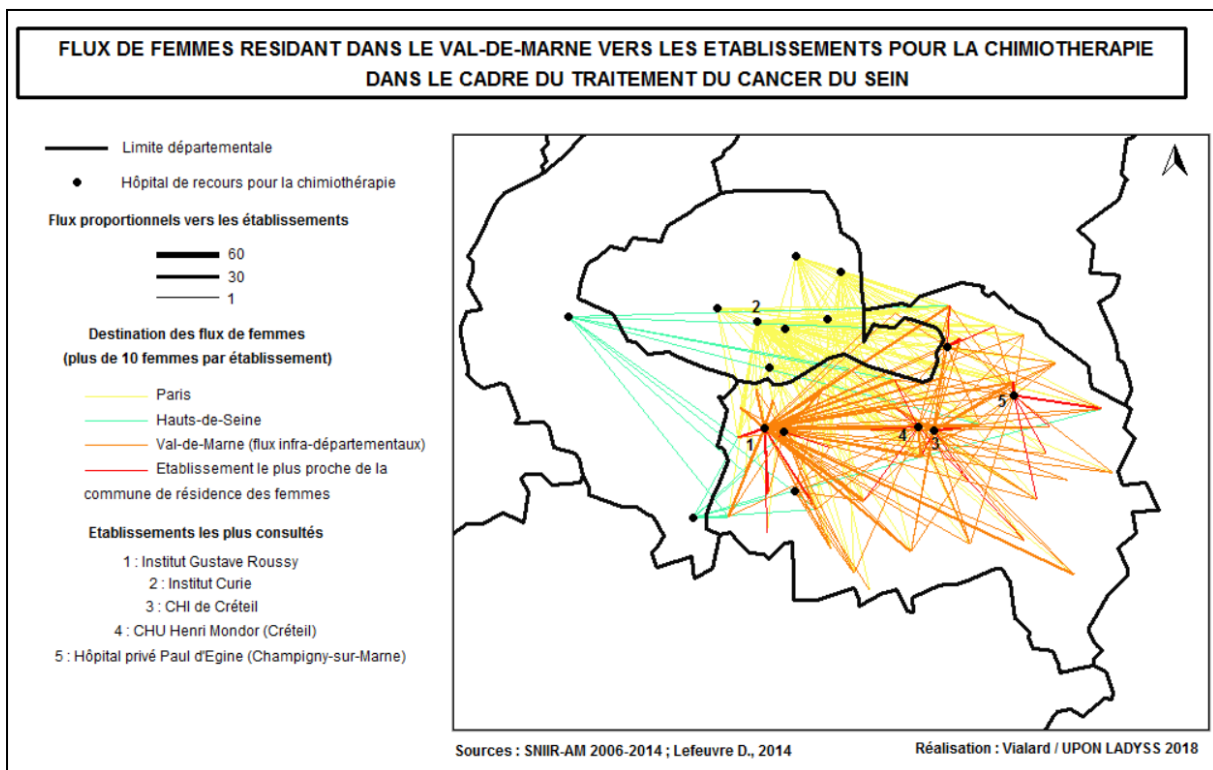 FLUX DE FEMMES RESIDANT DANS LE VAL-DE-MARNE VERS LES ETABLISSEMENTS POUR LA CHIMIOTHERAPIE
DANS LE CADRE DU TRAITEMENT DU CANCER DU SEIN
Limite départementale
Hôpital de recours pour la chimiothérapie
Flux proportionnels vers les établissements
60
30
1
Destination des flux de femmes
(plus de 10 femmes par établissement)
Paris
Hauts-de-Seine
Val-de-Marne (flux infra-départementaux)
Etablissement le plus proche de la
commune de résidence des femmes
Etablissements les plus consultés
1 : Institut Gustave Roussy
2 : Institut Curie
3 : CHI de Créteil
4 : CHU Henri Mondor (Créteil)
5 : Hôpital privé Paul d'Egine (Champigny-sur-Marne)
2
5
4
3
1
Sources : SNIIR-AM 2006-2014 ; Lefeuvre D., 2014
Réalisation : Vialard / UPON LADYSS 2018